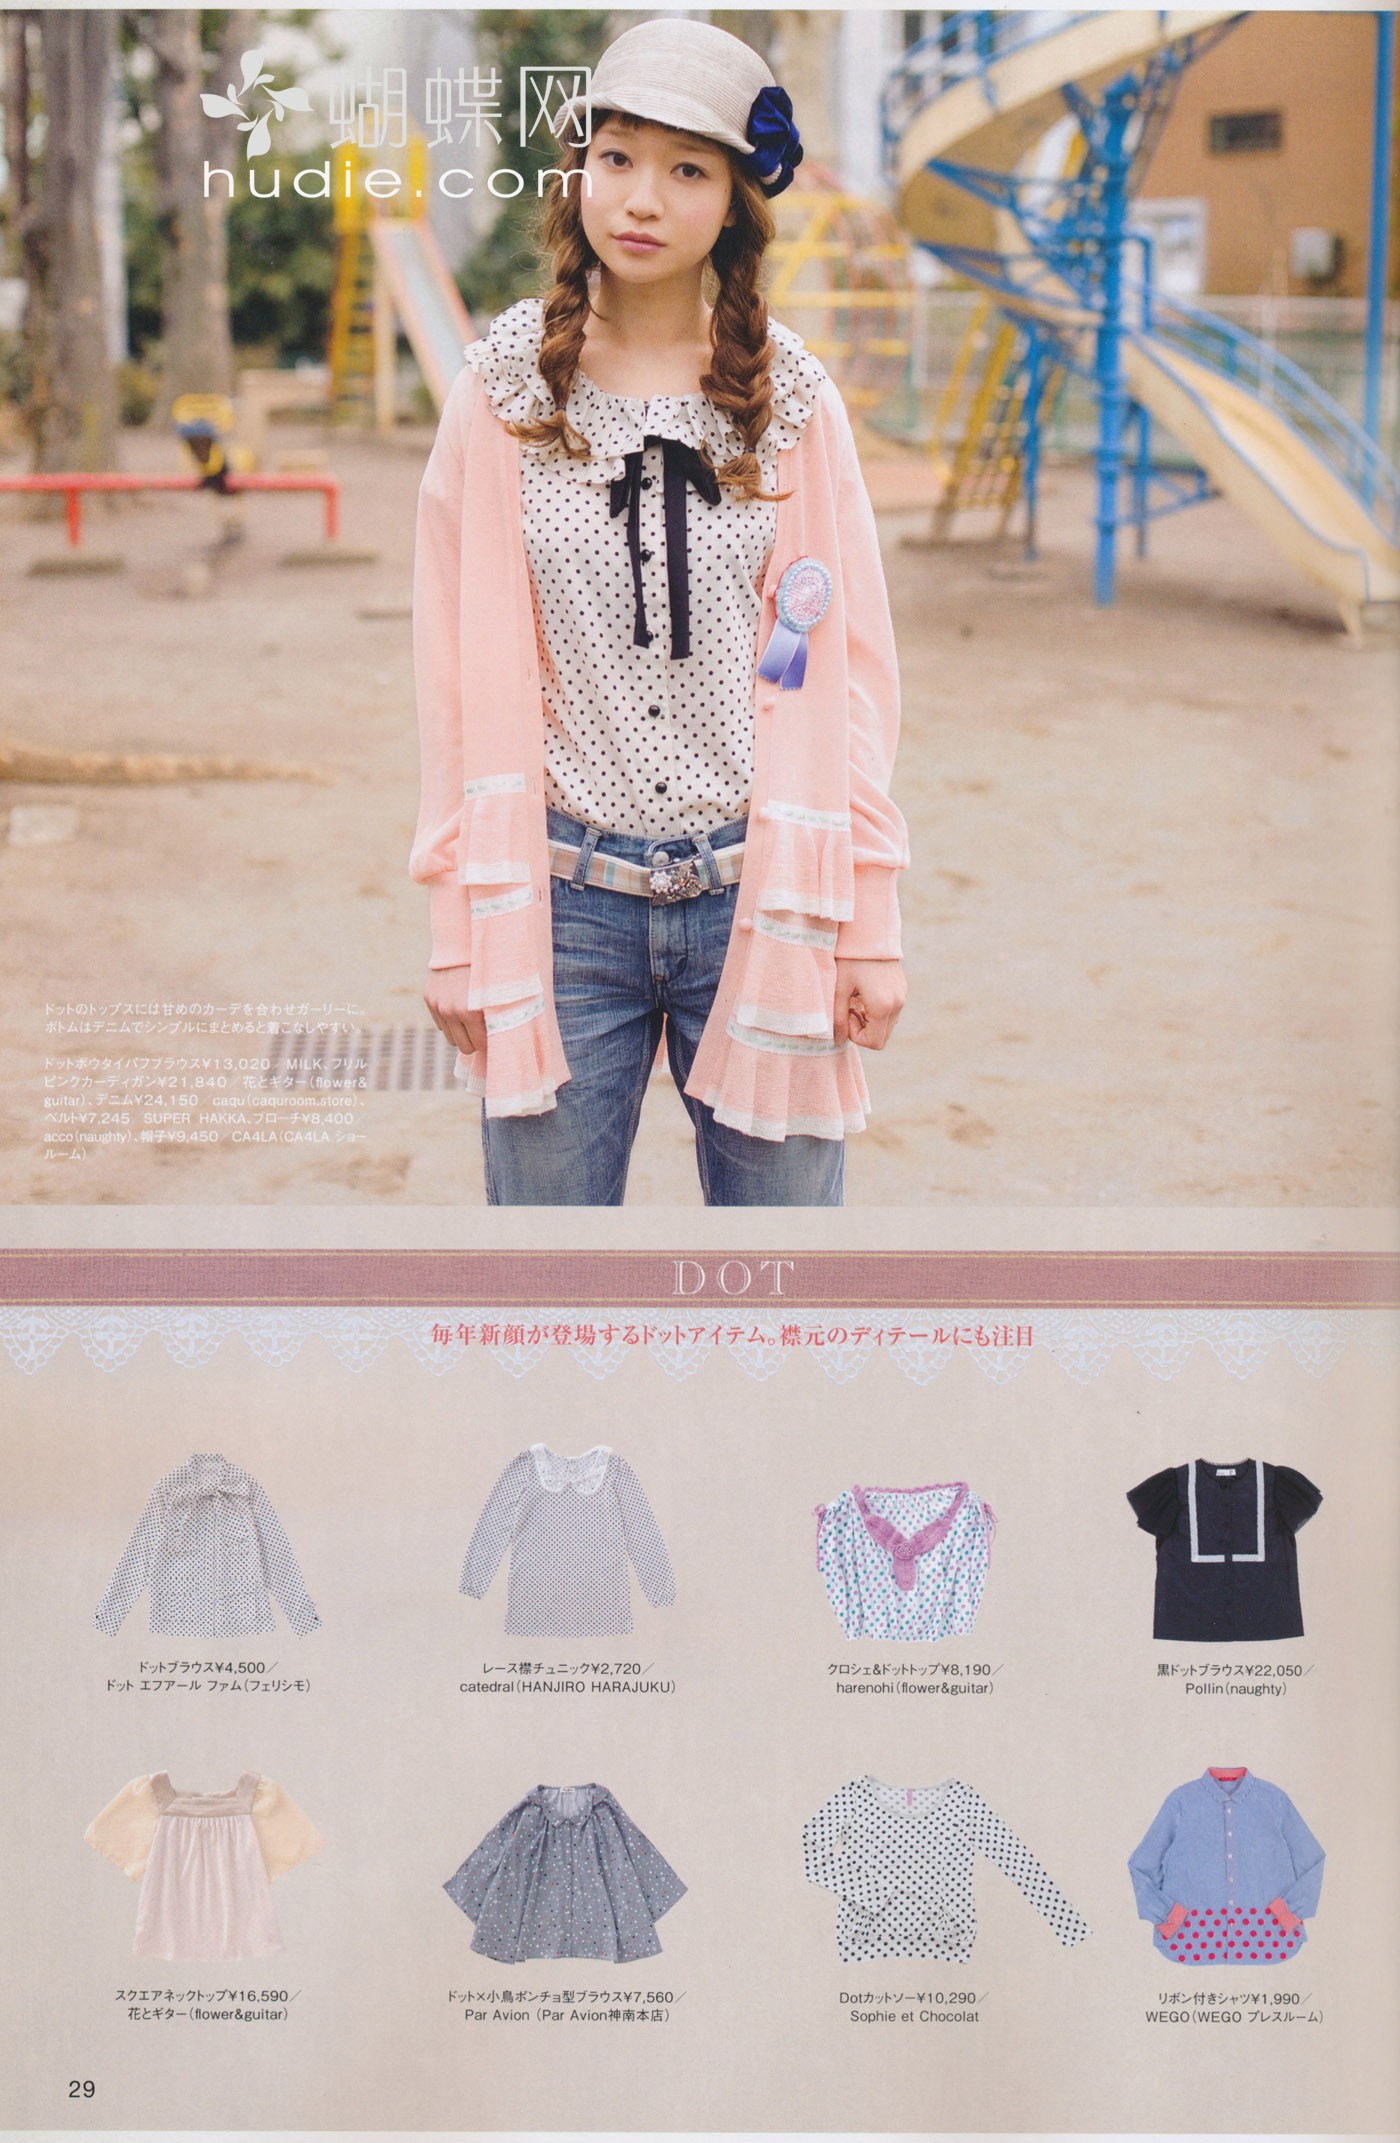 蝴蝶网
hudie.com
ドットのトップスには甘めのカーデを合わせガーリーに。
ボトムはデニムでシンプルにまとめると着こなしやすい。
ドットボウタイパフブラウス¥13,020／MILK、フリル
ピンクカーディガン¥21,840／花とギター(flower&
guitar)、デニム¥24,150／caqu(caquroom.store)、
ベルト¥7,245／SUPER HAKKA、ブローチ¥8,400／
acco(naughty)、帽子¥9,450／CA4LA(CA4LA ショー
ルーム)
DOT
毎年新顔が登場するドットアイテム。襟元のディテールにも注目
ドットブラウス¥4,500／
ドット エフアール ファム(フェリシモ)
レース襟チュニック¥2,720／
catedral(HANJIRO HARAJUKU)
クロシェ&ドットトップ¥8,190／
harenohi(flower&guitar)
黒ドットブラウス¥22,050／
Pollin(naughty)
スクエアネックトップ¥16,590／
花とギター(flower&guitar)
ドット×小鳥ポンチョ型ブラウス¥7,560／
Par Avion (Par Avion神南本店)
Dotカットソー¥10,290／
Sophie et Chocolat
リボン付きシャツ¥1,990／
WEGO(WEGO プレスルーム)
29